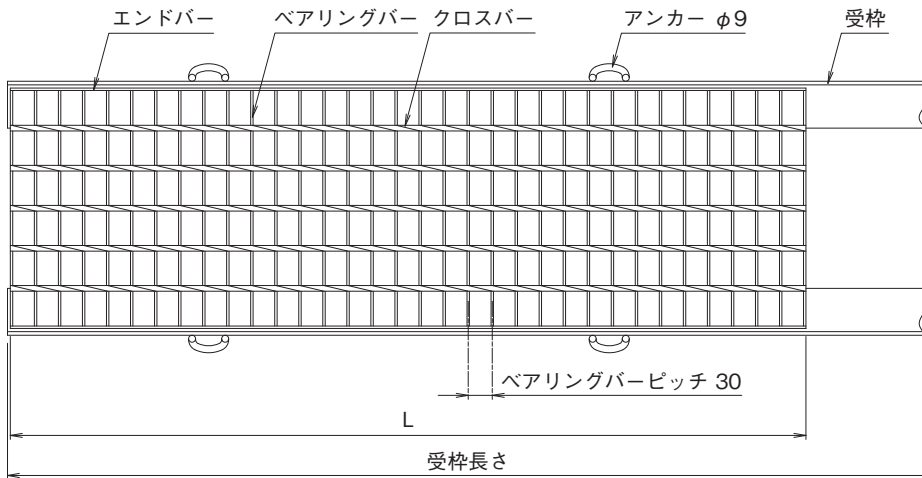 エンドバー
ベアリングバー
クロスバー
アンカー φ9
受枠
ベアリングバーピッチ 30
L
受枠長さ